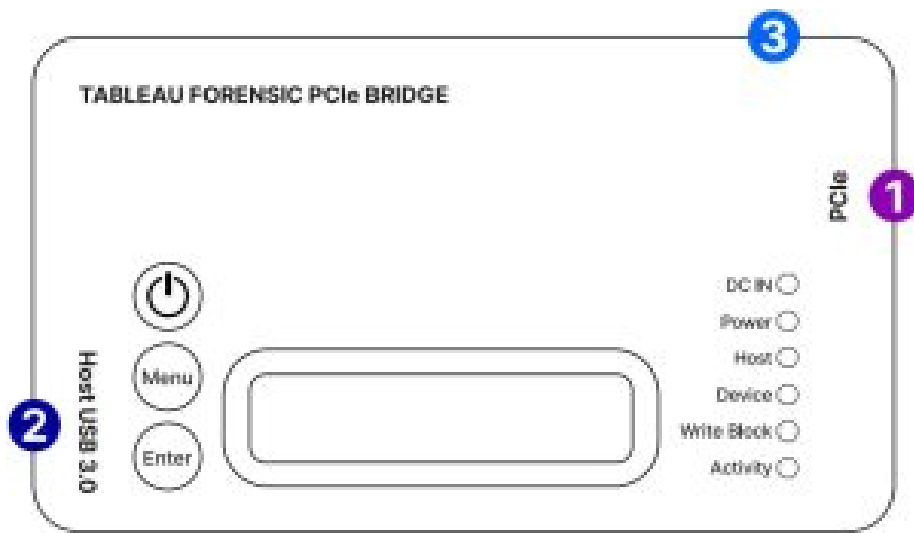 3
TABLEAU FORENSIC PCIe BRIDGE
PCIe
1
DC IN
Power
Host
Menu
Device
Host USB 3.0
2
Write Block
Enter
Activity